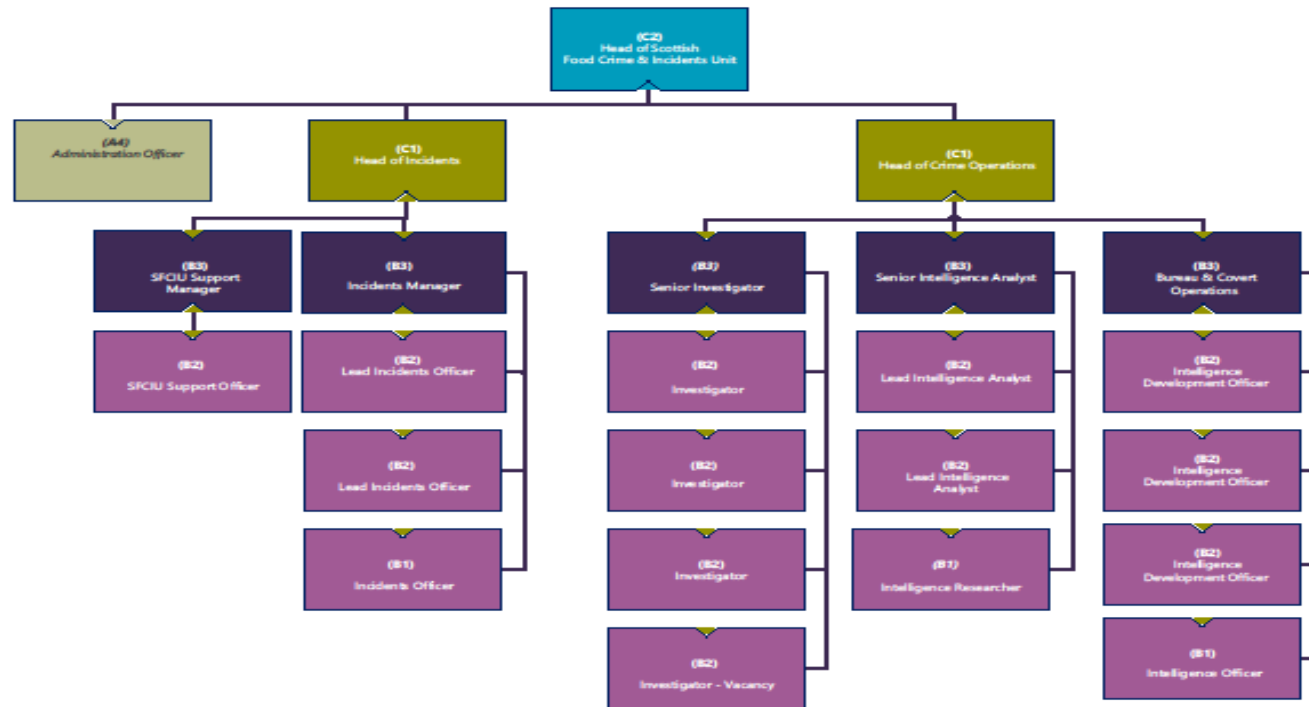 (C2)
Head of Scottish
Food Crime & Incidents Unit
(A4)
Administration Officer
(C1)
Head of Incidents
(C1)
Head of Crime Operations
(B3)
SFCIU Support
Manager
(B3)
Incidents Manager
(B3)
Senior Investigator
(B3)
Senior Intelligence Analyst
(B3)
Bureau & Covert
Operations
(B2)
SFCIU Support Officer
(B2)
Lead Incidents Officer
(B2)
Investigator
(B2)
Lead Intelligence Analyst
(B2)
Intelligence
Development Officer
(B2)
Lead Incidents Officer
(B2)
Investigator
(B2)
Lead Intelligence
Analyst
(B2)
Intelligence
Development Officer
(B1)
Incidents Officer
(B2)
Investigator
(B1)
Intelligence Researcher
(B2)
Intelligence
Development Officer
(B2)
Investigator - Vacancy
(B1)
Intelligence Officer